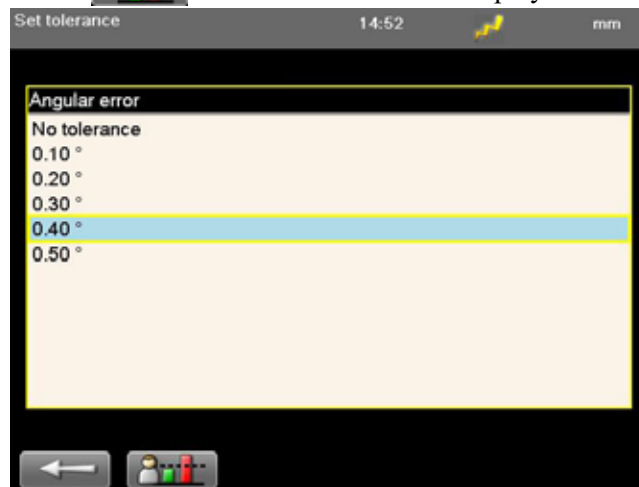 Set tolerance 14:52 mm
Angular error
No tolerance
0.10 °
0.20 °
0.30 °
0.40 °
0.50 °